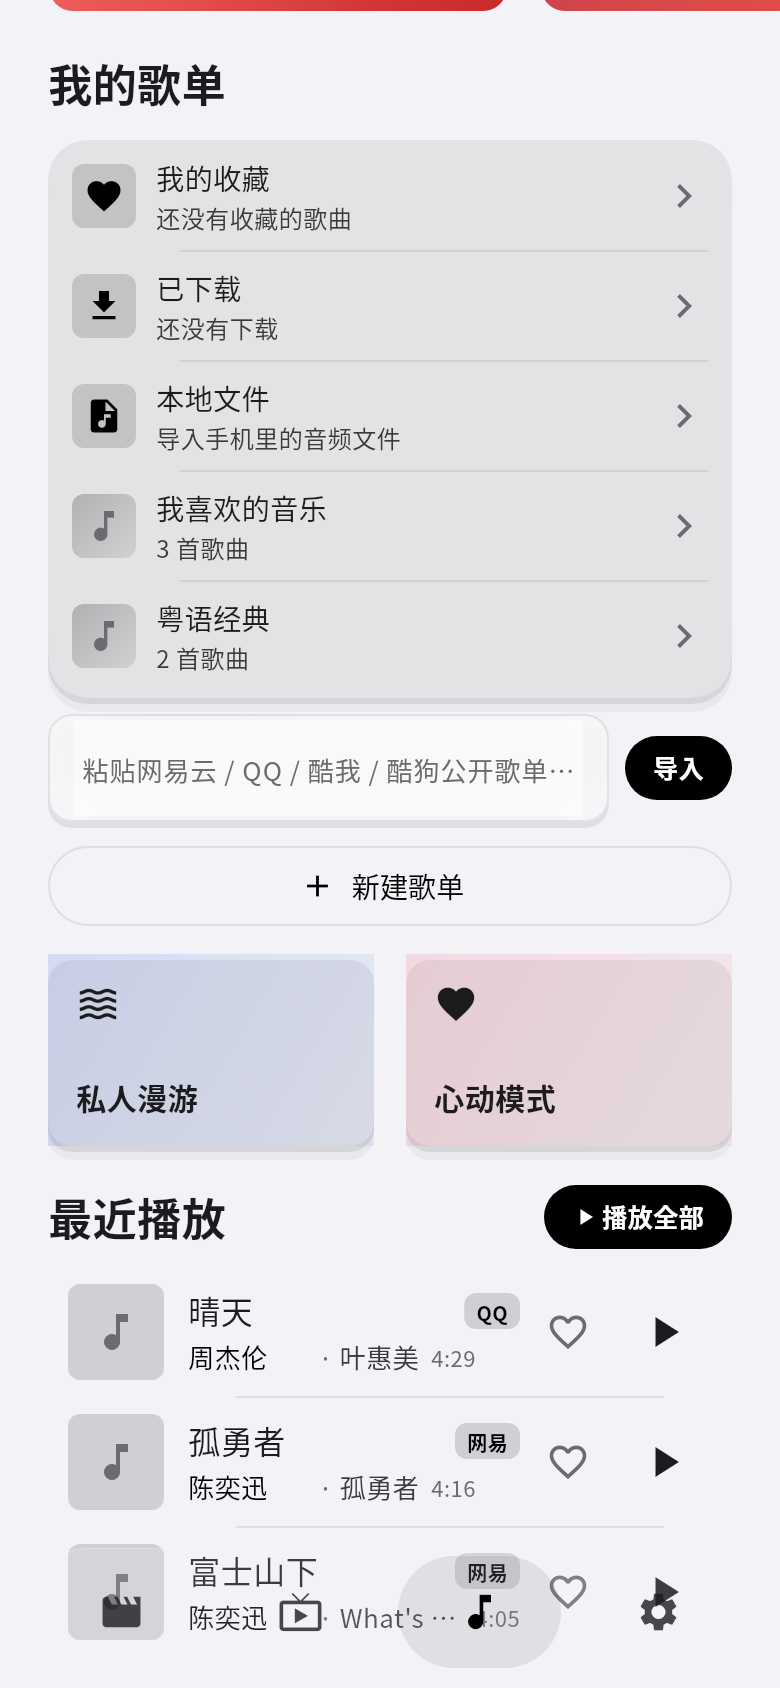 我的歌单
我的收藏
还没有收藏的歌曲
已下载
还没有下载
本地文件
导入手机里的音频文件
我喜欢的音乐
3 首歌曲
粤语经典
2 首歌曲
粘贴网易云 / QQ / 酷我 / 酷狗公开歌单…
导入
新建歌单
私人漫游
心动模式
最近播放
播放全部
晴天
QQ
周杰伦 · 叶惠美 4:29
孤勇者
网易
陈奕迅 · 孤勇者 4:16
富士山下
网易
陈奕迅 · What's … 4:05